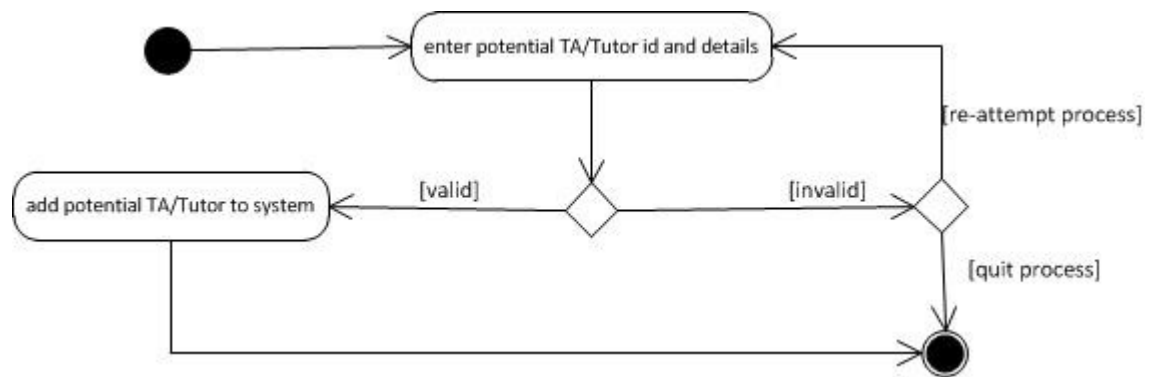 enter potential TA/Tutor id and details
[re-attempt process]
add potential TA/Tutor to system
[valid]
[invalid]
[quit process]